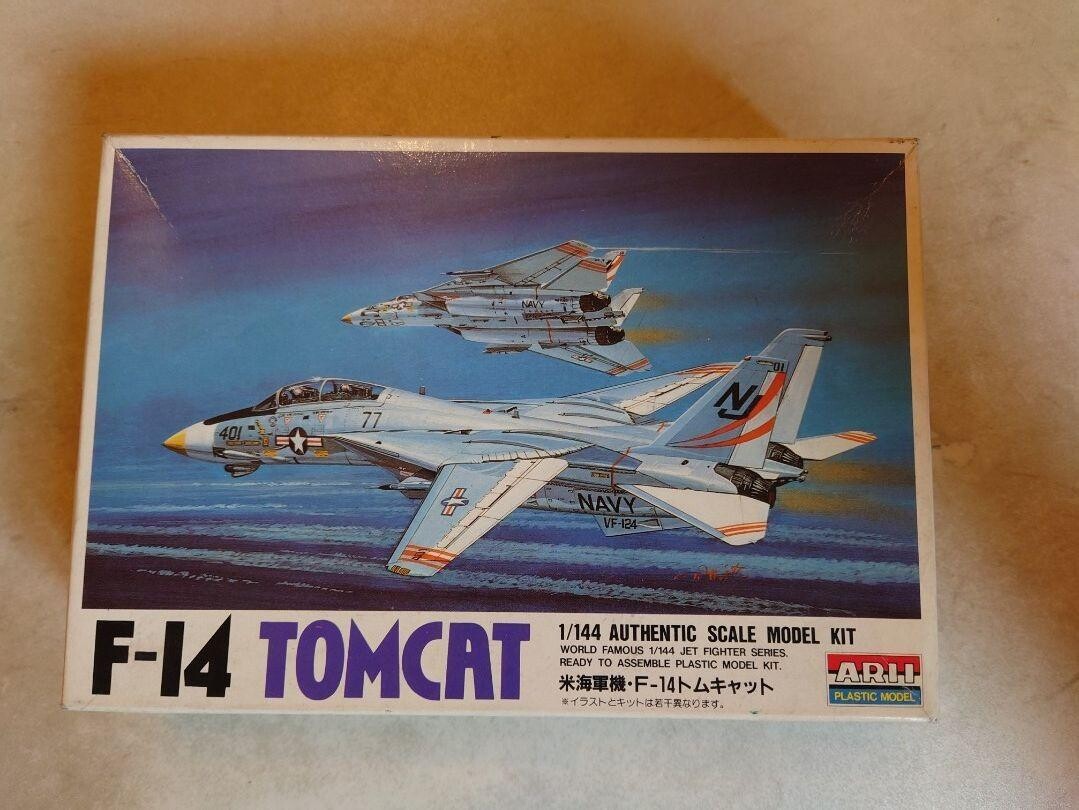 NAVY
NJ
01
77
401
NAVY
VF-124
F-14 TOMCAT
1/144 AUTHENTIC SCALE MODEL KIT
WORLD FAMOUS 1/144 JET FIGHTER SERIES.
READY TO ASSEMBLE PLASTIC MODEL KIT.
米海軍機・F-14トムキャット
※イラストとキットは若干異なります。
ARII
PLASTIC MODEL